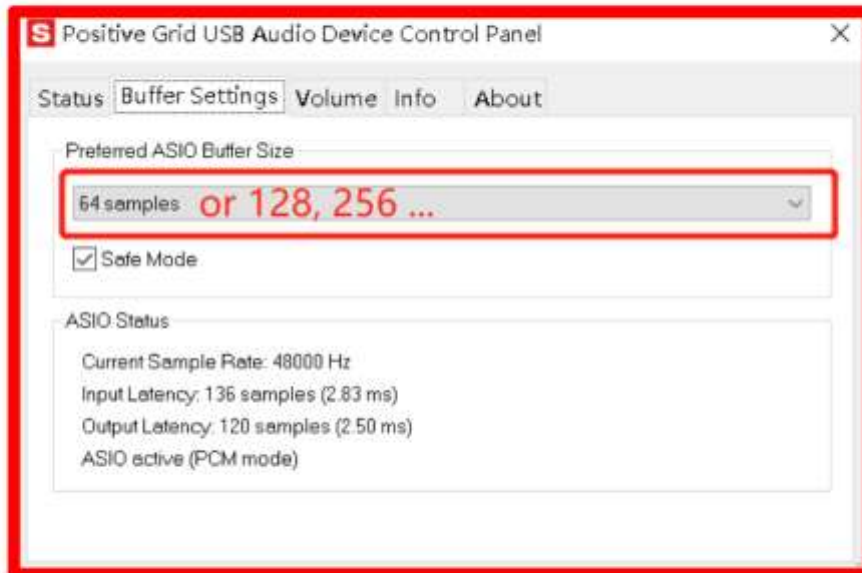 S Positive Grid USB Audio Device Control Panel
Status Buffer Settings Volume Info About
Preferred ASIO Buffer Size
64 samples or 128, 256 ...
Safe Mode
ASIO Status
Current Sample Rate: 48000 Hz
Input Latency: 136 samples (2.83 ms)
Output Latency: 120 samples (2.50 ms)
ASIO active (PCM mode)